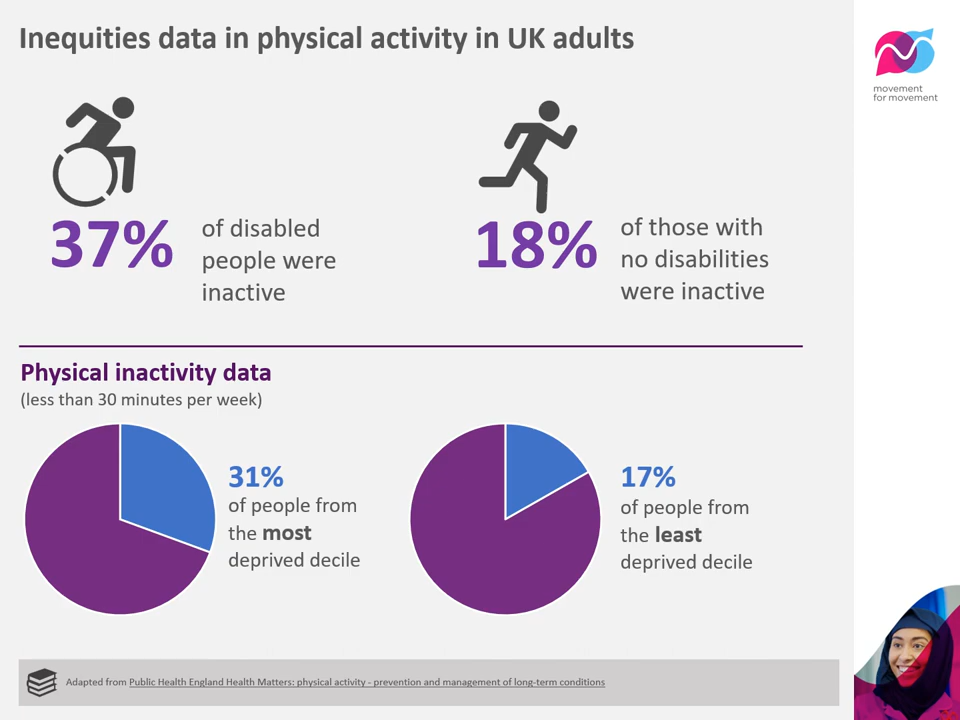 Inequities data in physical activity in UK adults
movement
for movement
37%
of disabled
people were
inactive
18%
of those with
no disabilities
were inactive
Physical inactivity data
(less than 30 minutes per week)
31%
of people from
the most
deprived decile
17%
of people from
the least
deprived decile
Adapted from Public Health England Health Matters: physical activity - prevention and management of long-term conditions